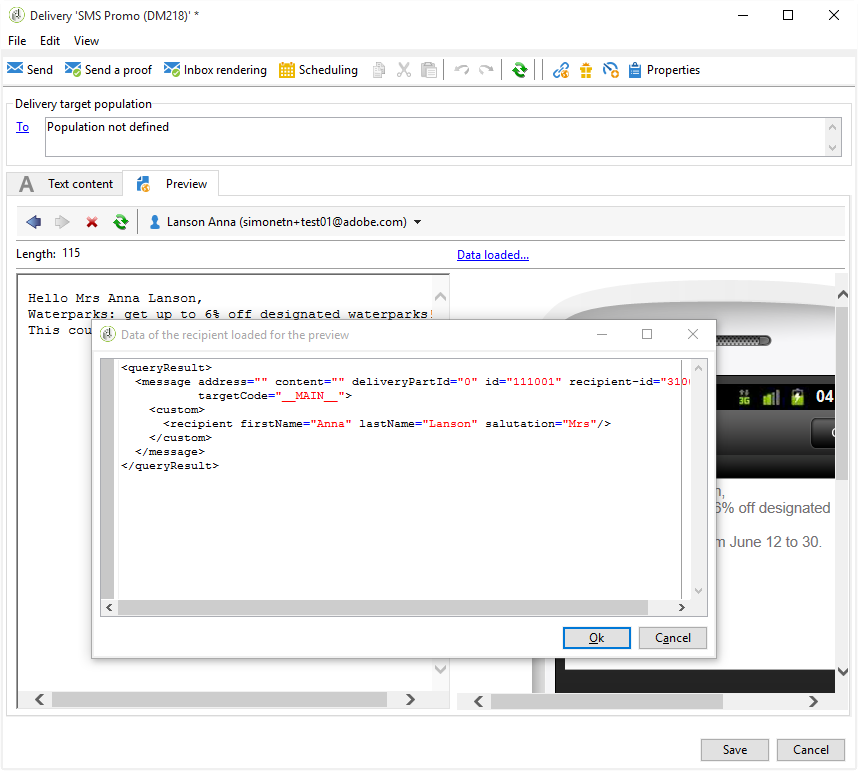 Delivery 'SMS Promo (DM218)' *
File Edit View
Send Send a proof Inbox rendering Scheduling Properties
Delivery target population
To Population not defined
A Text content Preview
Lanson Anna (simonetn+test01@adobe.com)
Length: 115 Data loaded...
Hello Mrs Anna Lanson,
Waterparks: get up to 6% off designated waterparks!
This cou
Data of the recipient loaded for the preview
<queryResult>
<message address="" content="" deliveryPartId="0" id="111001" recipient-id="310
targetCode="__MAIN__">
<custom>
<recipient firstName="Anna" lastName="Lanson" salutation="Mrs"/>
</custom>
</message>
</queryResult>
3G 04
6% off designated
m June 12 to 30.
Ok Cancel
Save Cancel